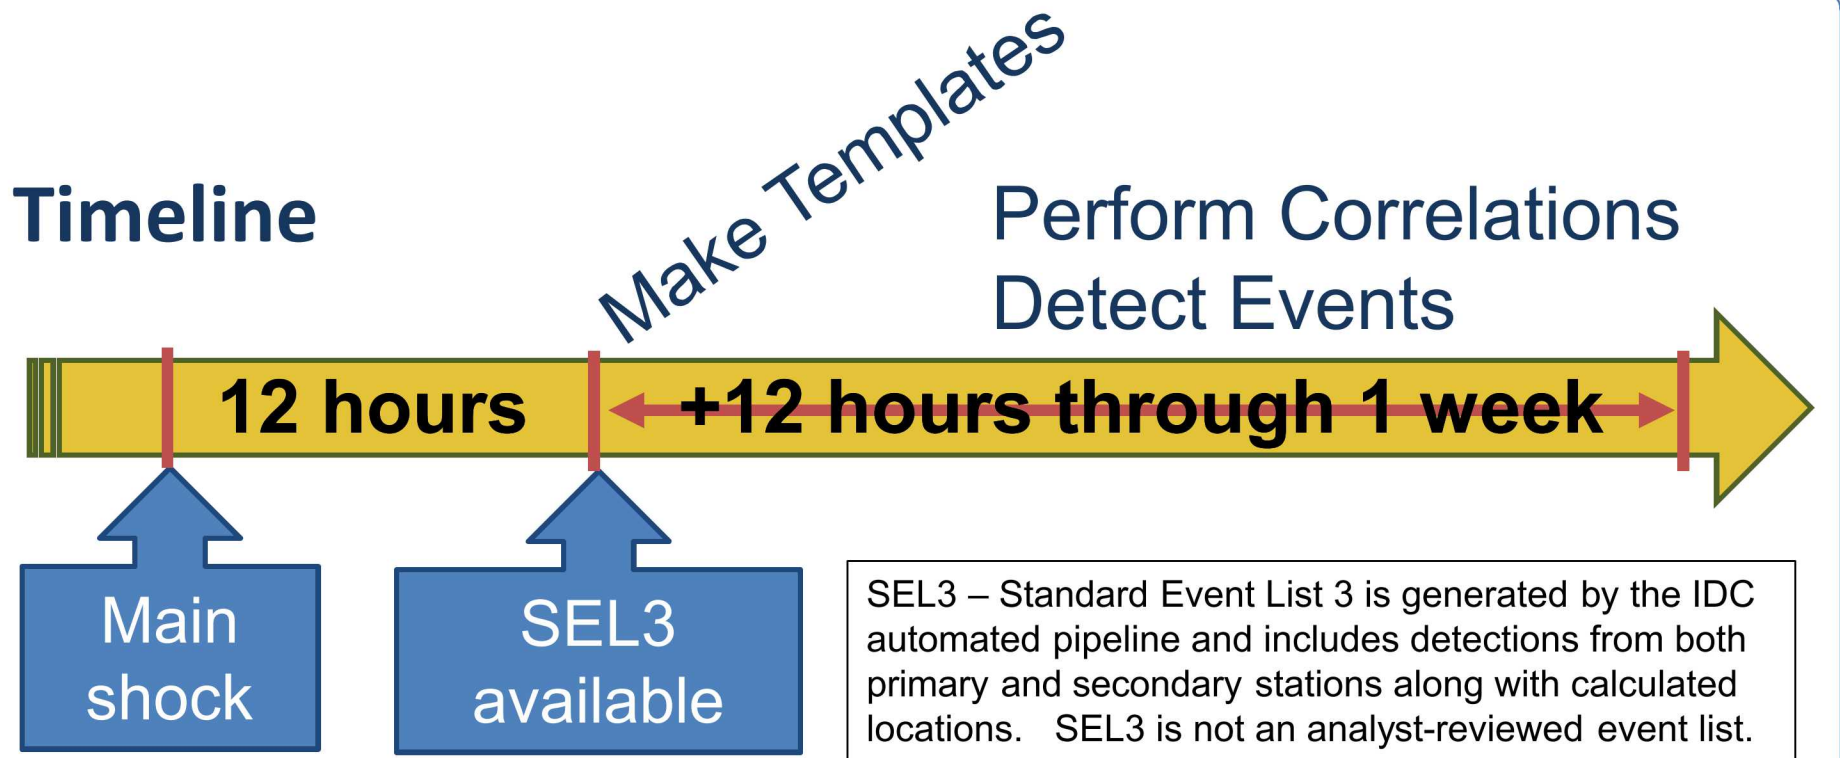 Timeline
Make Templates
Perform Correlations
Detect Events
12 hours
+12 hours through 1 week
Main
shock
SEL3
available
SEL3 – Standard Event List 3 is generated by the IDC
automated pipeline and includes detections from both
primary and secondary stations along with calculated
locations.   SEL3 is not an analyst-reviewed event list.